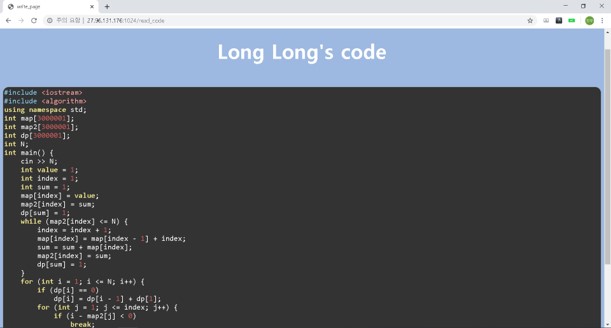 write_page
주의 요함 | 27.96.131.176:1024/read_code
Long Long's code
#include <iostream>
#include <algorithm>
using namespace std;
int map[3000001];
int map2[3000001];
int dp[3000001];
int N;
int main() {
    cin >> N;
    int value = 1;
    int index = 1;
    int sum = 1;
    map[index] = value;
    map2[index] = sum;
    dp[sum] = 1;
    while (map2[index] <= N) {
        index = index + 1;
        map[index] = map[index - 1] + index;
        sum = sum + map[index];
        map2[index] = sum;
        dp[sum] = 1;
    }
    for (int i = 1; i <= N; i++) {
        if (dp[i] == 0)
            dp[i] = dp[i - 1] + dp[1];
        for (int j = 1; j <= index; j++) {
            if (i - map2[j] < 0)
                break;